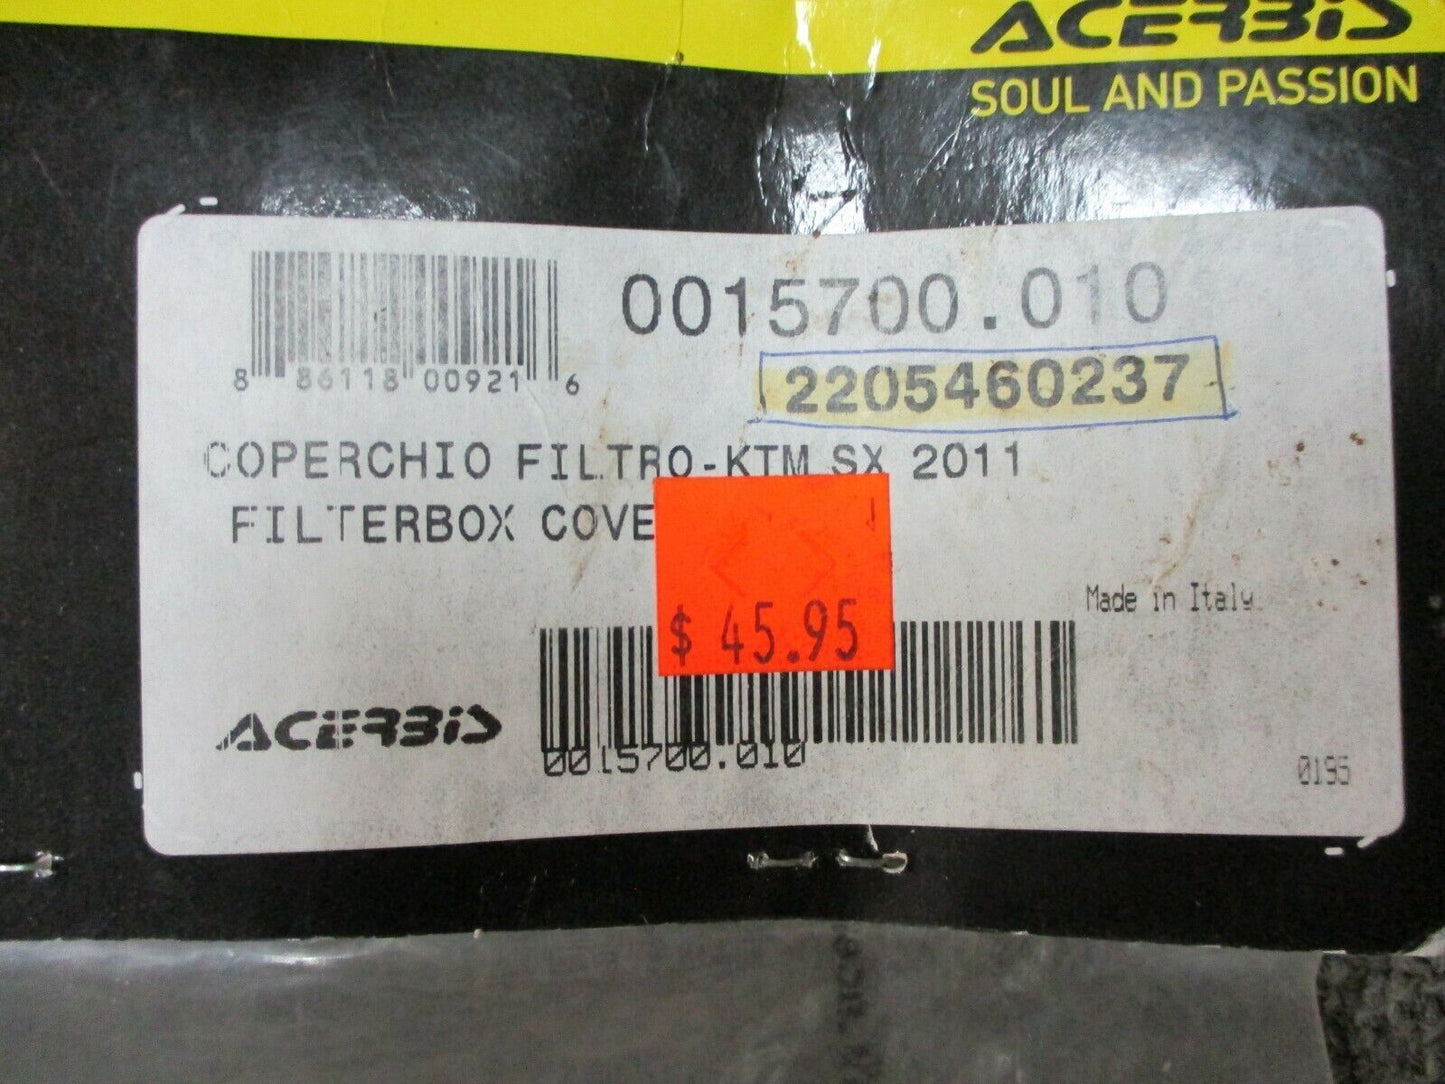 ACERBIS
SOUL AND PASSION
0015700.010
8 86118 00921 6
2205460237
COPERCHIO FILTRO-KTM SX 2011
FILTERBOX COVE
$ 45.95
Made in Italy
ACERBIS
0015700.010
0195